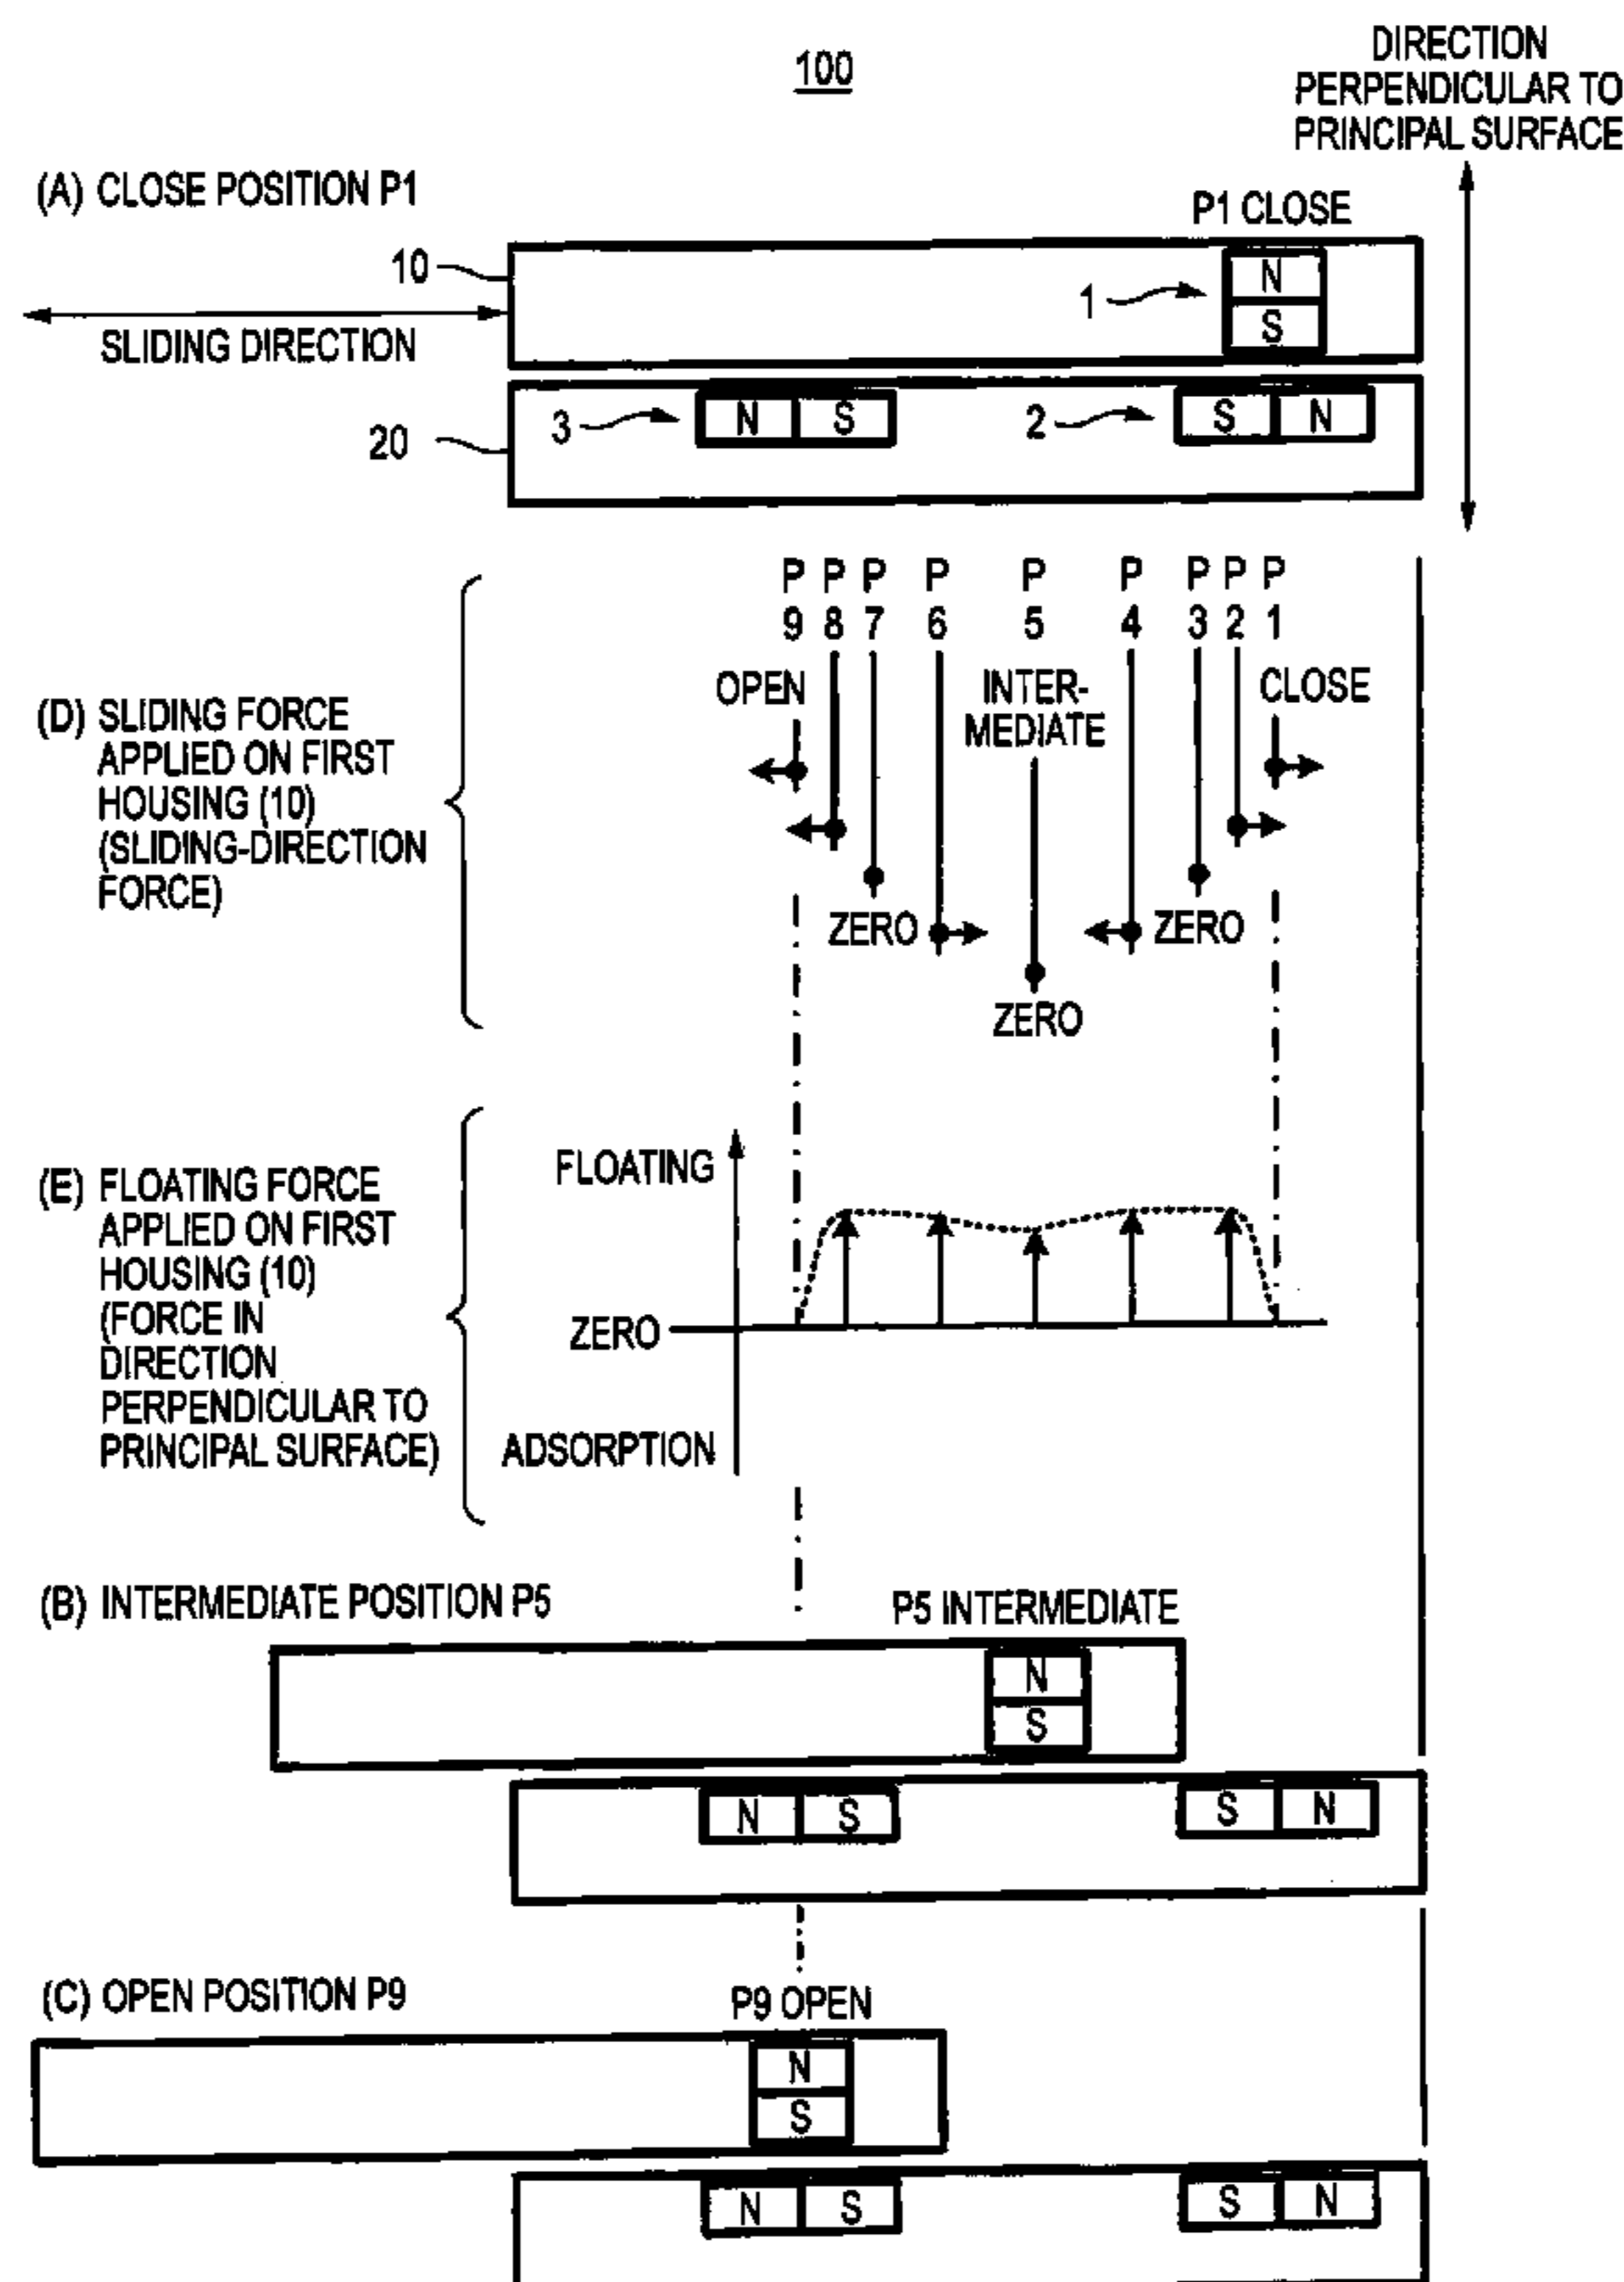 100
DIRECTION
PERPENDICULAR TO
PRINCIPAL SURFACE
(A) CLOSE POSITION P1
P1 CLOSE
10
N
1
S
SLIDING DIRECTION
3
N S
2
S N
20
P P P P P P P P P
9 8 7 6 5 4 3 2 1
OPEN
INTER-
MEDIATE
CLOSE
(D) SLIDING FORCE
APPLIED ON FIRST
HOUSING (10)
(SLIDING-DIRECTION
FORCE)
ZERO
ZERO
ZERO
(E) FLOATING FORCE
APPLIED ON FIRST
HOUSING (10)
(FORCE IN
DIRECTION
PERPENDICULAR TO
PRINCIPAL SURFACE)
FLOATING
ZERO
ADSORPTION
(B) INTERMEDIATE POSITION P5
P5 INTERMEDIATE
N
S
N S
S N
(C) OPEN POSITION P9
P9 OPEN
N
S
N S
S N